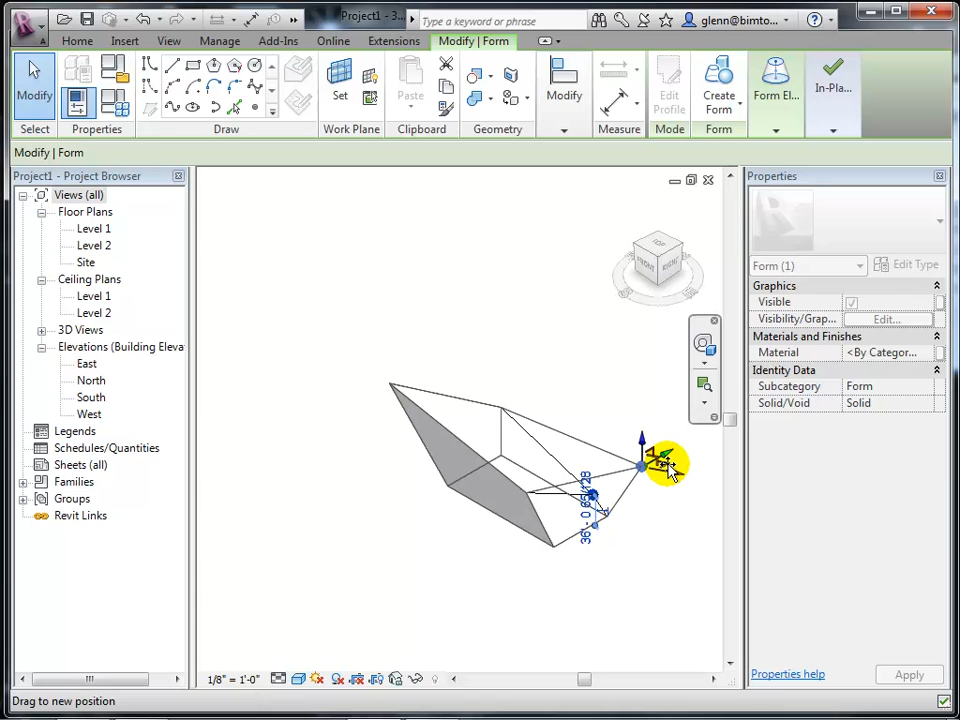 Project1 - 3...
Type a keyword or phrase
glenn@bimto...
Home Insert View Manage Add-Ins Online Extensions Modify | Form
Modify
Set
Paste
Modify
Edit Profile
Create Form
Form El...
In-Pla...
Select Properties Draw Work Plane Clipboard Geometry Measure Mode Form
Modify | Form
Project1 - Project Browser
Views (all)
Floor Plans
Level 1
Level 2
Site
Ceiling Plans
Level 1
Level 2
3D Views
Elevations (Building Eleva
East
North
South
West
Legends
Schedules/Quantities
Sheets (all)
Families
Groups
Revit Links
TOP
FRONT
RIGHT
Properties
Form (1)
Edit Type
Graphics
Visible
Visibility/Grap... Edit...
Materials and Finishes
Material <By Categor...
Identity Data
Subcategory Form
Solid/Void Solid
Properties help
Apply
1/8" = 1'-0"
Drag to new position